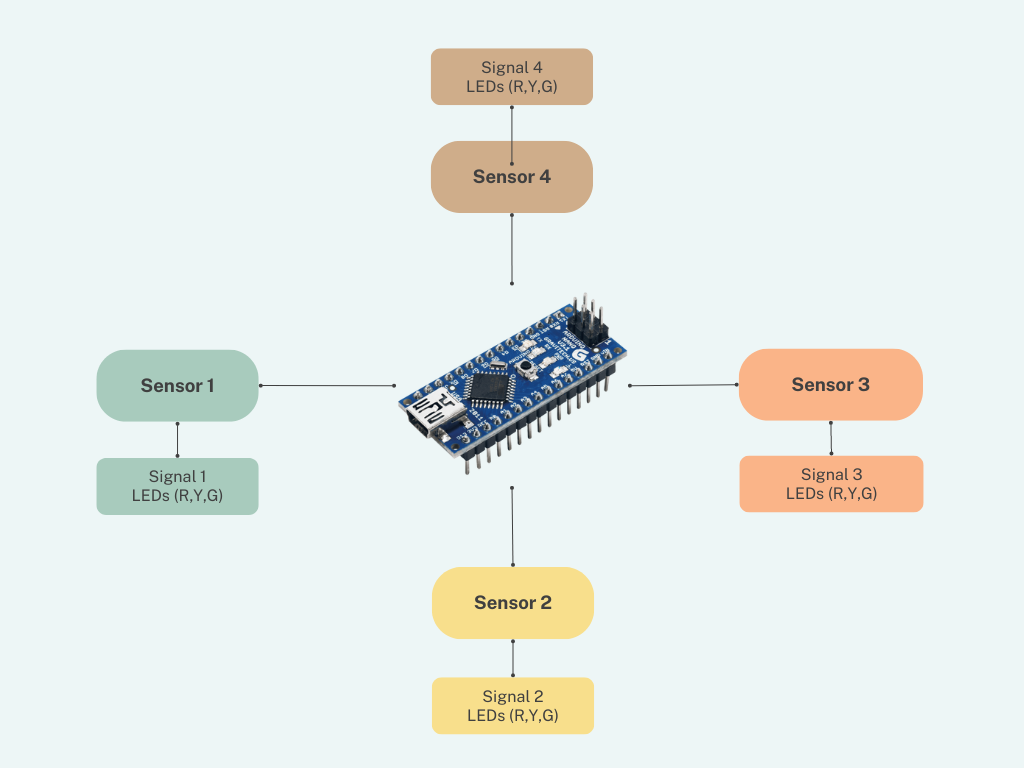 Signal 4
LEDs (R,Y,G)
Sensor 4
Sensor 1
Signal 1
LEDs (R,Y,G)
Sensor 3
Signal 3
LEDs (R,Y,G)
Sensor 2
Signal 2
LEDs (R,Y,G)